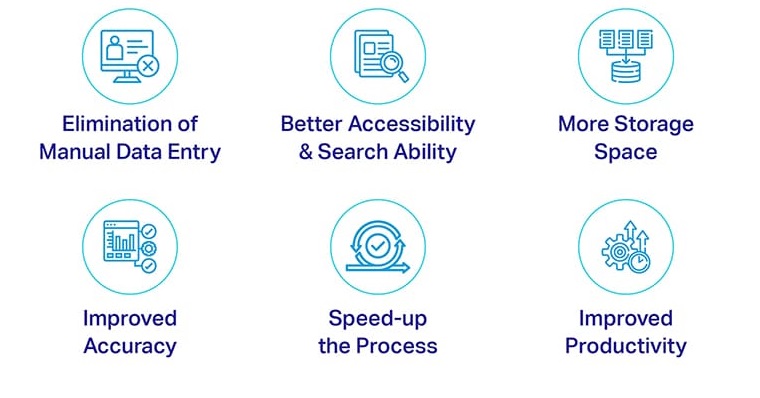 Elimination of
Manual Data Entry
Better Accessibility
& Search Ability
More Storage
Space
Improved
Accuracy
Speed-up
the Process
Improved
Productivity